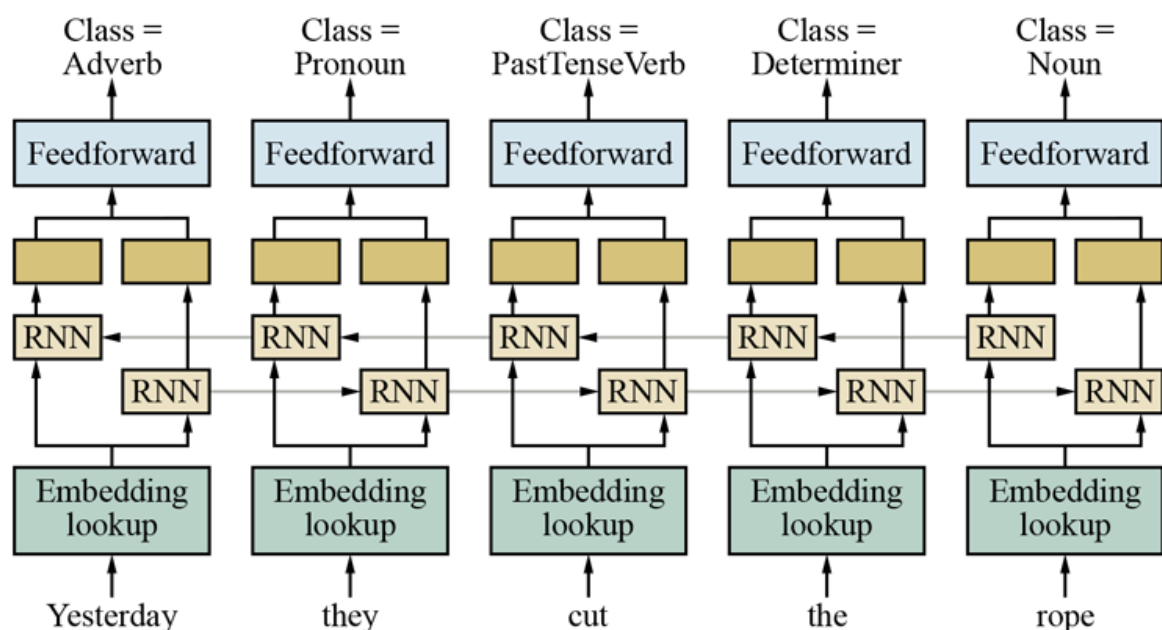 Class = Class = Class = Class = Class =
Adverb Pronoun PastTenseVerb Determiner Noun
Feedforward Feedforward Feedforward Feedforward Feedforward
RNN RNN RNN RNN RNN
RNN RNN RNN RNN RNN
Embedding Embedding Embedding Embedding Embedding
lookup lookup lookup lookup lookup
Yesterday they cut the rope